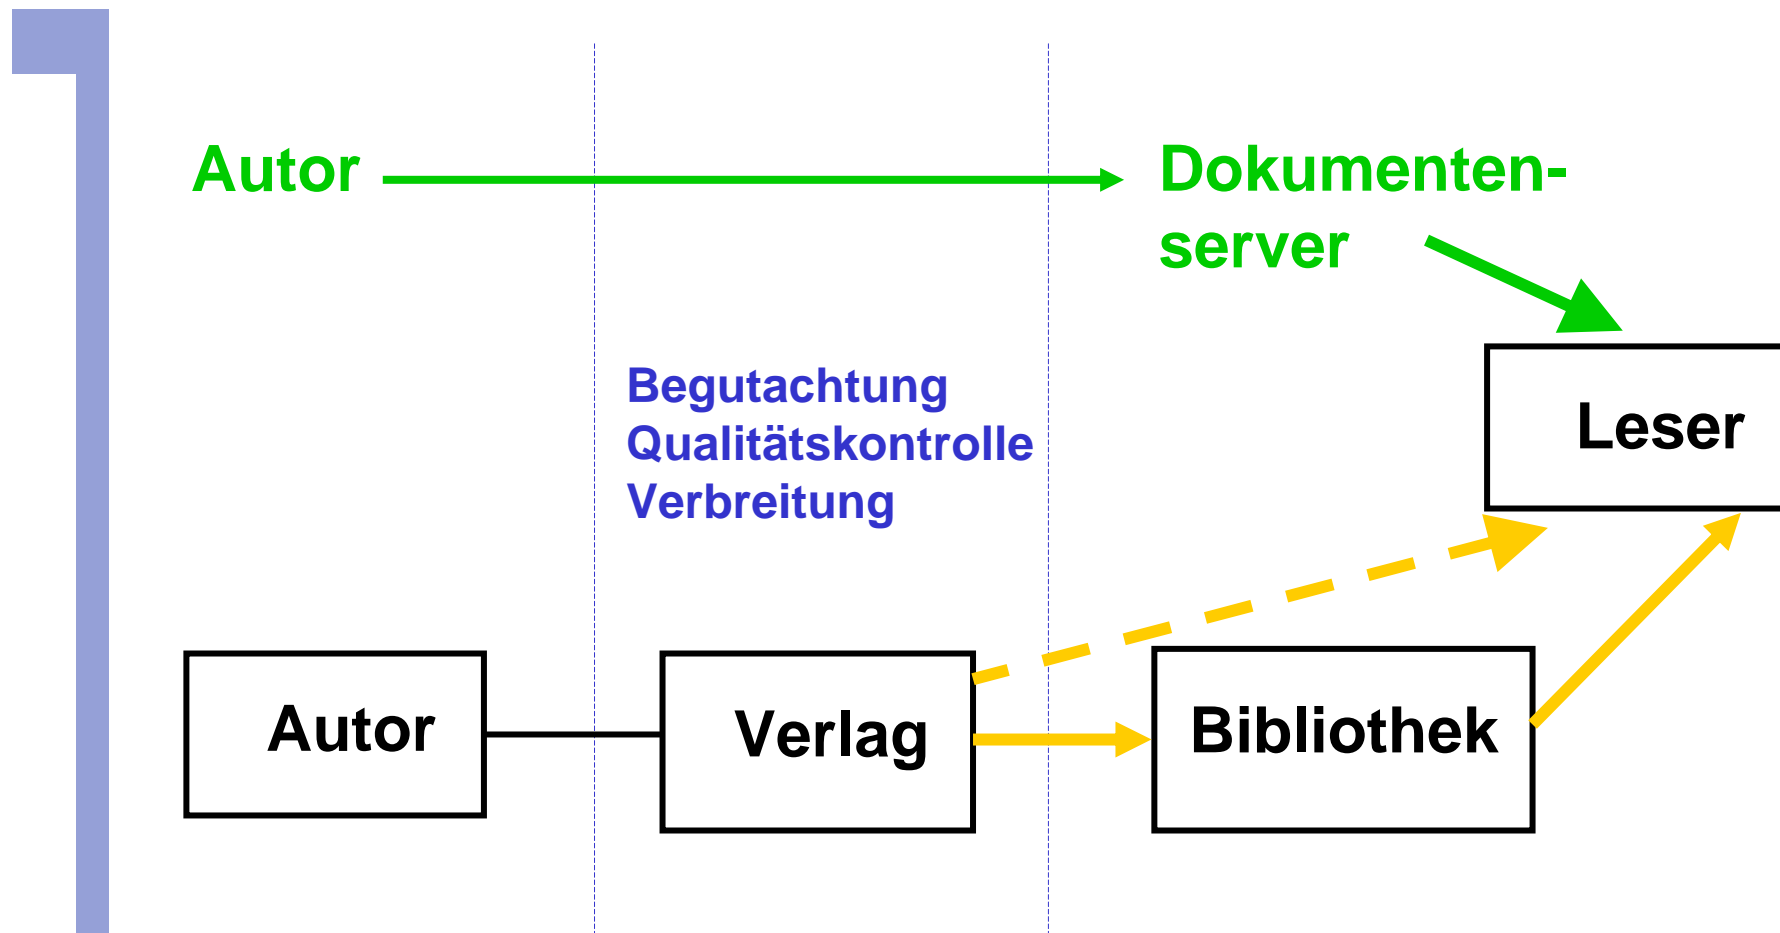 Autor
Dokumenten-
server
Begutachtung
Qualitätskontrolle
Verbreitung
Leser
Autor
Verlag
Bibliothek